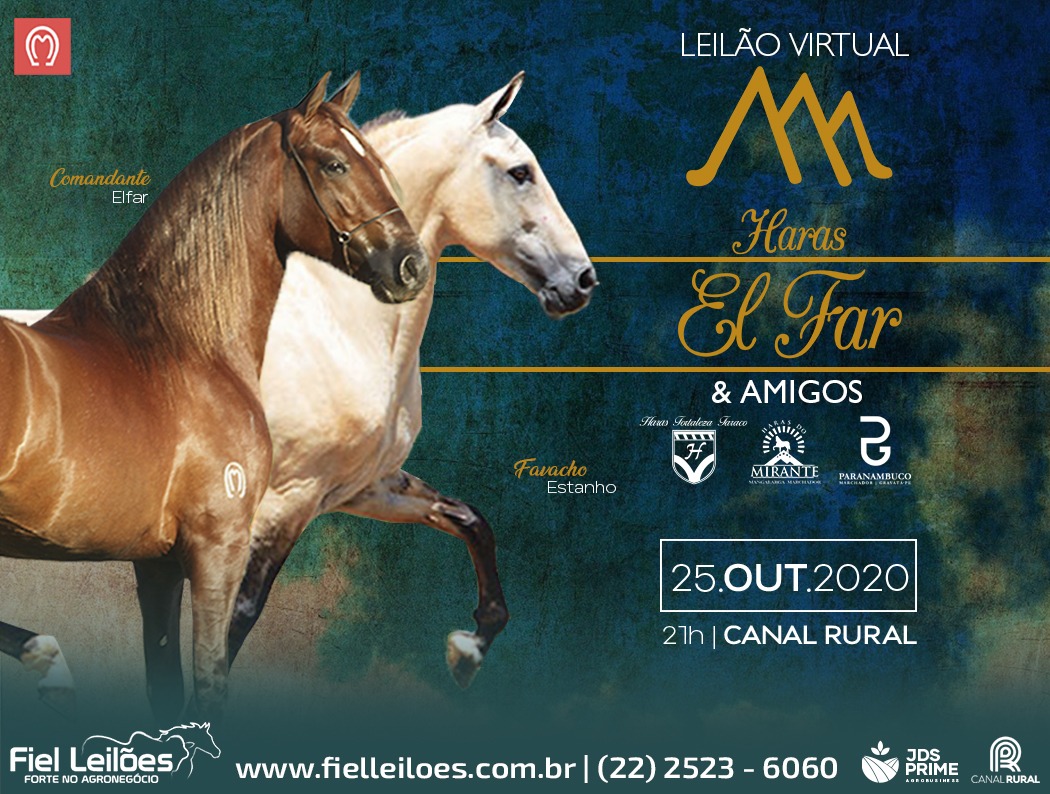 LEILÃO VIRTUAL
Haras
El Far
& AMIGOS
Comandante
Elfar
Favacho
Estanho
Haras Fortaleza Furaco
H
HARAS DO
MIRANTE
MANGALARGA MARCHADOR
PARANAMBUCO
MARCHADOR | GRAVATÁ-PE
25.OUT.2020
21h | CANAL RURAL
Fiel Leilões
FORTE NO AGRONEGÓCIO
www.fielleiloes.com.br | (22) 2523 - 6060
JDS
PRIME
AGROBUSINESS
CANAL RURAL